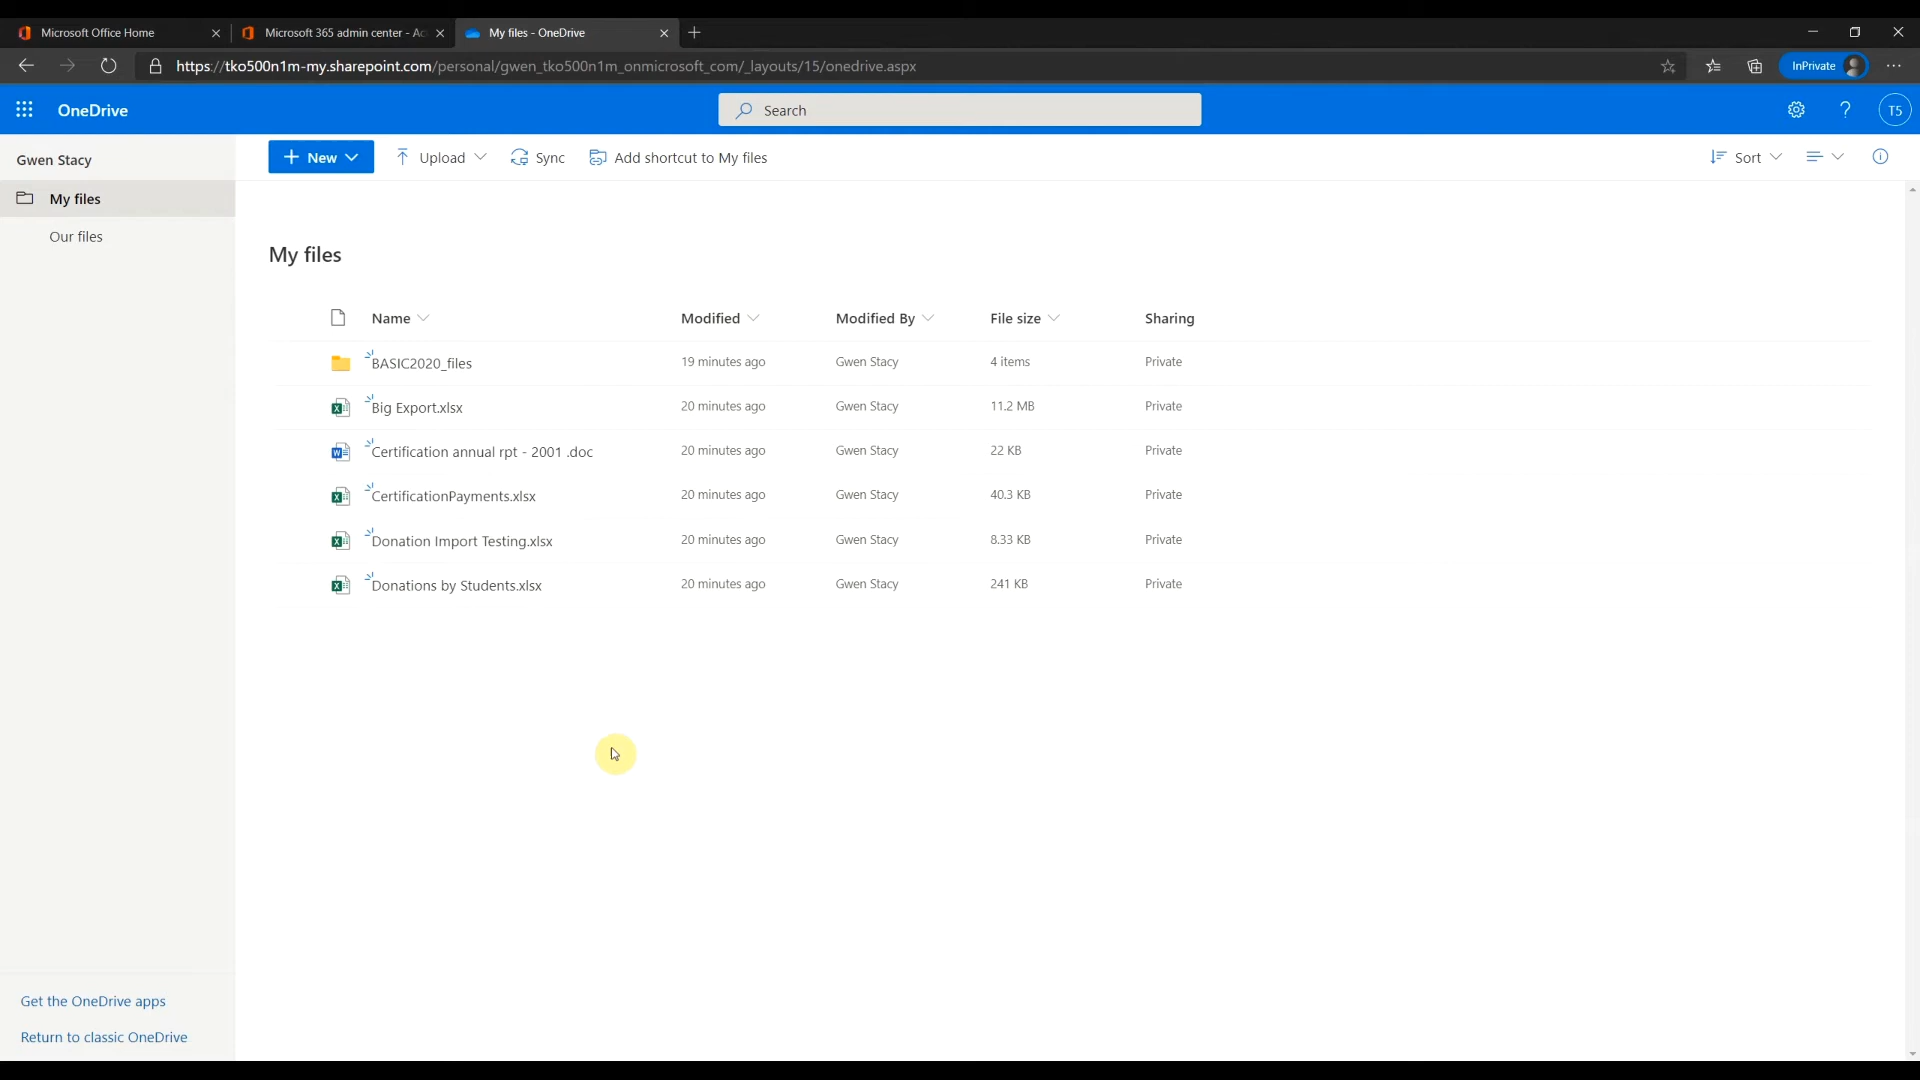 Microsoft Office Home
Microsoft 365 admin center - Ac
My files - OneDrive
https://tko500n1m-my.sharepoint.com/personal/gwen_tko500n1m_onmicrosoft_com/_layouts/15/onedrive.aspx
InPrivate
OneDrive
Search
T5
Gwen Stacy
New
Upload
Sync
Add shortcut to My files
Sort
My files
Our files
My files
Name Modified Modified By File size Sharing
BASIC2020_files 19 minutes ago Gwen Stacy 4 items Private
Big Export.xlsx 20 minutes ago Gwen Stacy 11.2 MB Private
Certification annual rpt - 2001 .doc 20 minutes ago Gwen Stacy 22 KB Private
CertificationPayments.xlsx 20 minutes ago Gwen Stacy 40.3 KB Private
Donation Import Testing.xlsx 20 minutes ago Gwen Stacy 8.33 KB Private
Donations by Students.xlsx 20 minutes ago Gwen Stacy 241 KB Private
Get the OneDrive apps
Return to classic OneDrive